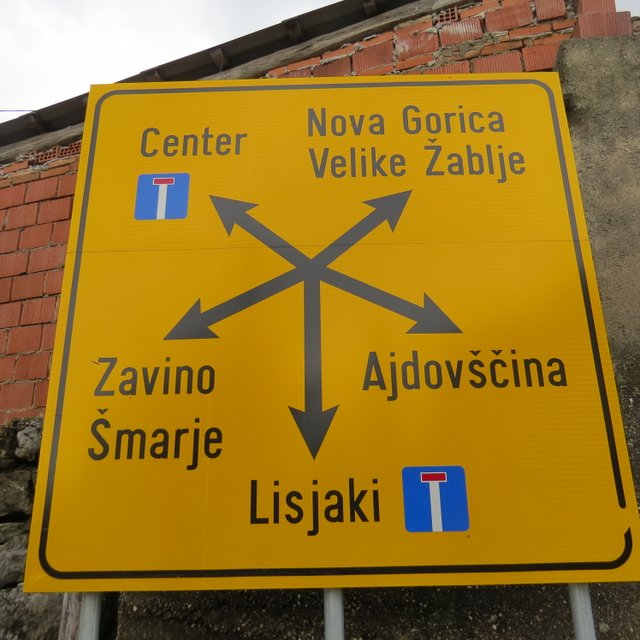 Center
Nova Gorica
Velike Žablje
Zavino
Šmarje
Ajdovščina
Lisjaki